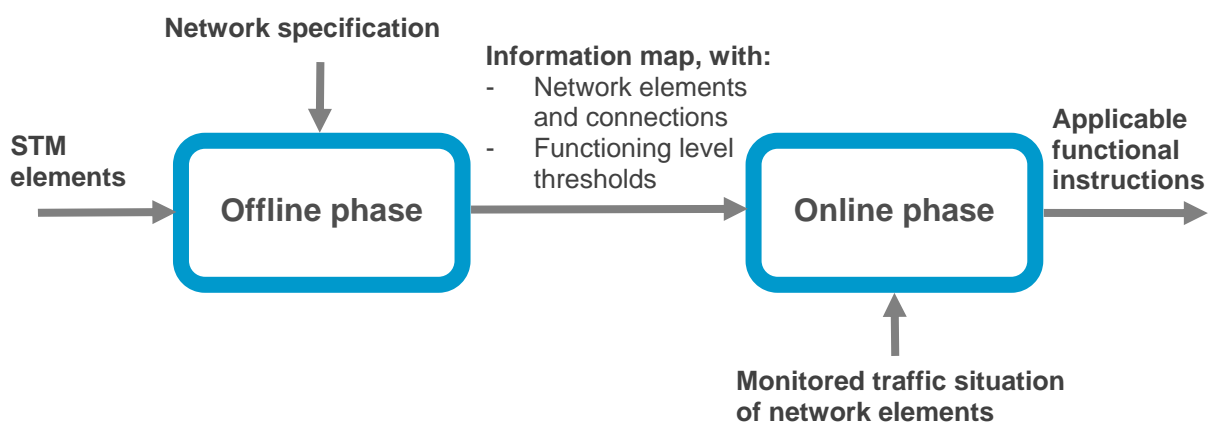 Network specification
Information map, with:
- Network elements
and connections
- Functioning level
thresholds
STM
elements
Offline phase
Online phase
Applicable
functional
instructions
Monitored traffic situation
of network elements